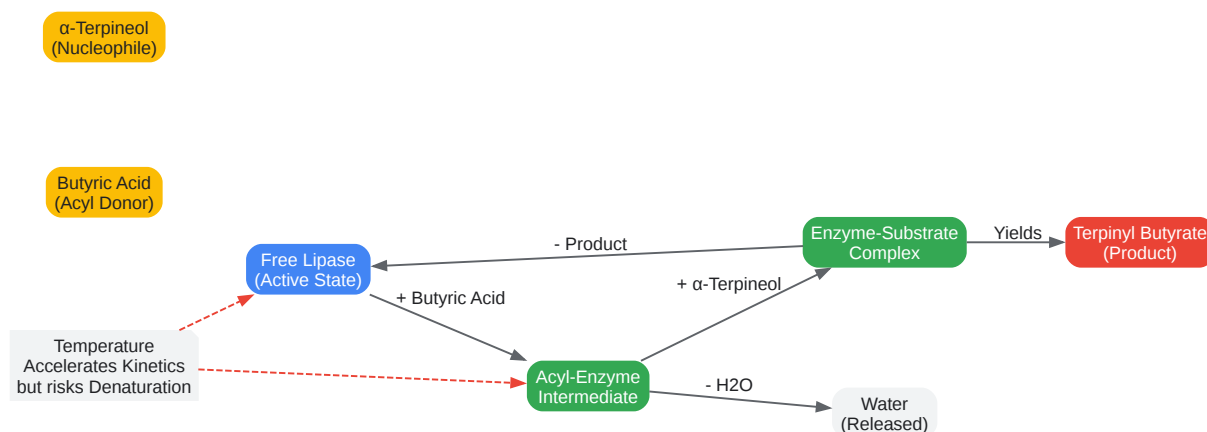 α-Terpineol
(Nucleophile)
Butyric Acid
(Acyl Donor)
Free Lipase
(Active State)
- Product
Enzyme-Substrate
Complex
Yields
Terpinyl Butyrate
(Product)
+ Butyric Acid
+ α-Terpineol
Temperature
Accelerates Kinetics
but risks Denaturation
Acyl-Enzyme
Intermediate
- H2O
Water
(Released)